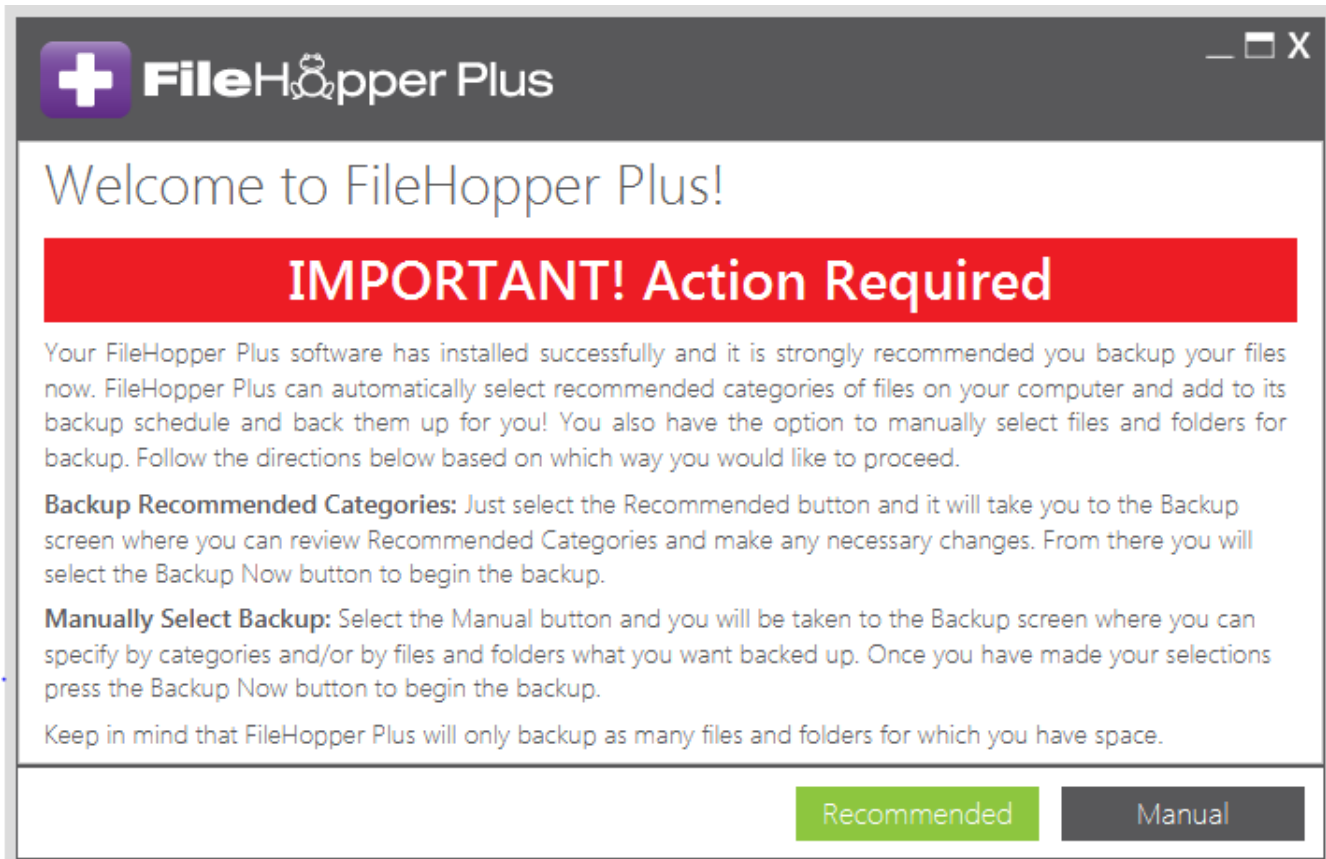 FileHopper Plus
Welcome to FileHopper Plus!
IMPORTANT! Action Required
Your FileHopper Plus software has installed successfully and it is strongly recommended you backup your files
now. FileHopper Plus can automatically select recommended categories of files on your computer and add to its
backup schedule and back them up for you! You also have the option to manually select files and folders for
backup. Follow the directions below based on which way you would like to proceed.
Backup Recommended Categories: Just select the Recommended button and it will take you to the Backup
screen where you can review Recommended Categories and make any necessary changes. From there you will
select the Backup Now button to begin the backup.
Manually Select Backup: Select the Manual button and you will be taken to the Backup screen where you can
specify by categories and/or by files and folders what you want backed up. Once you have made your selections
press the Backup Now button to begin the backup.
Keep in mind that FileHopper Plus will only backup as many files and folders for which you have space.
Recommended Manual